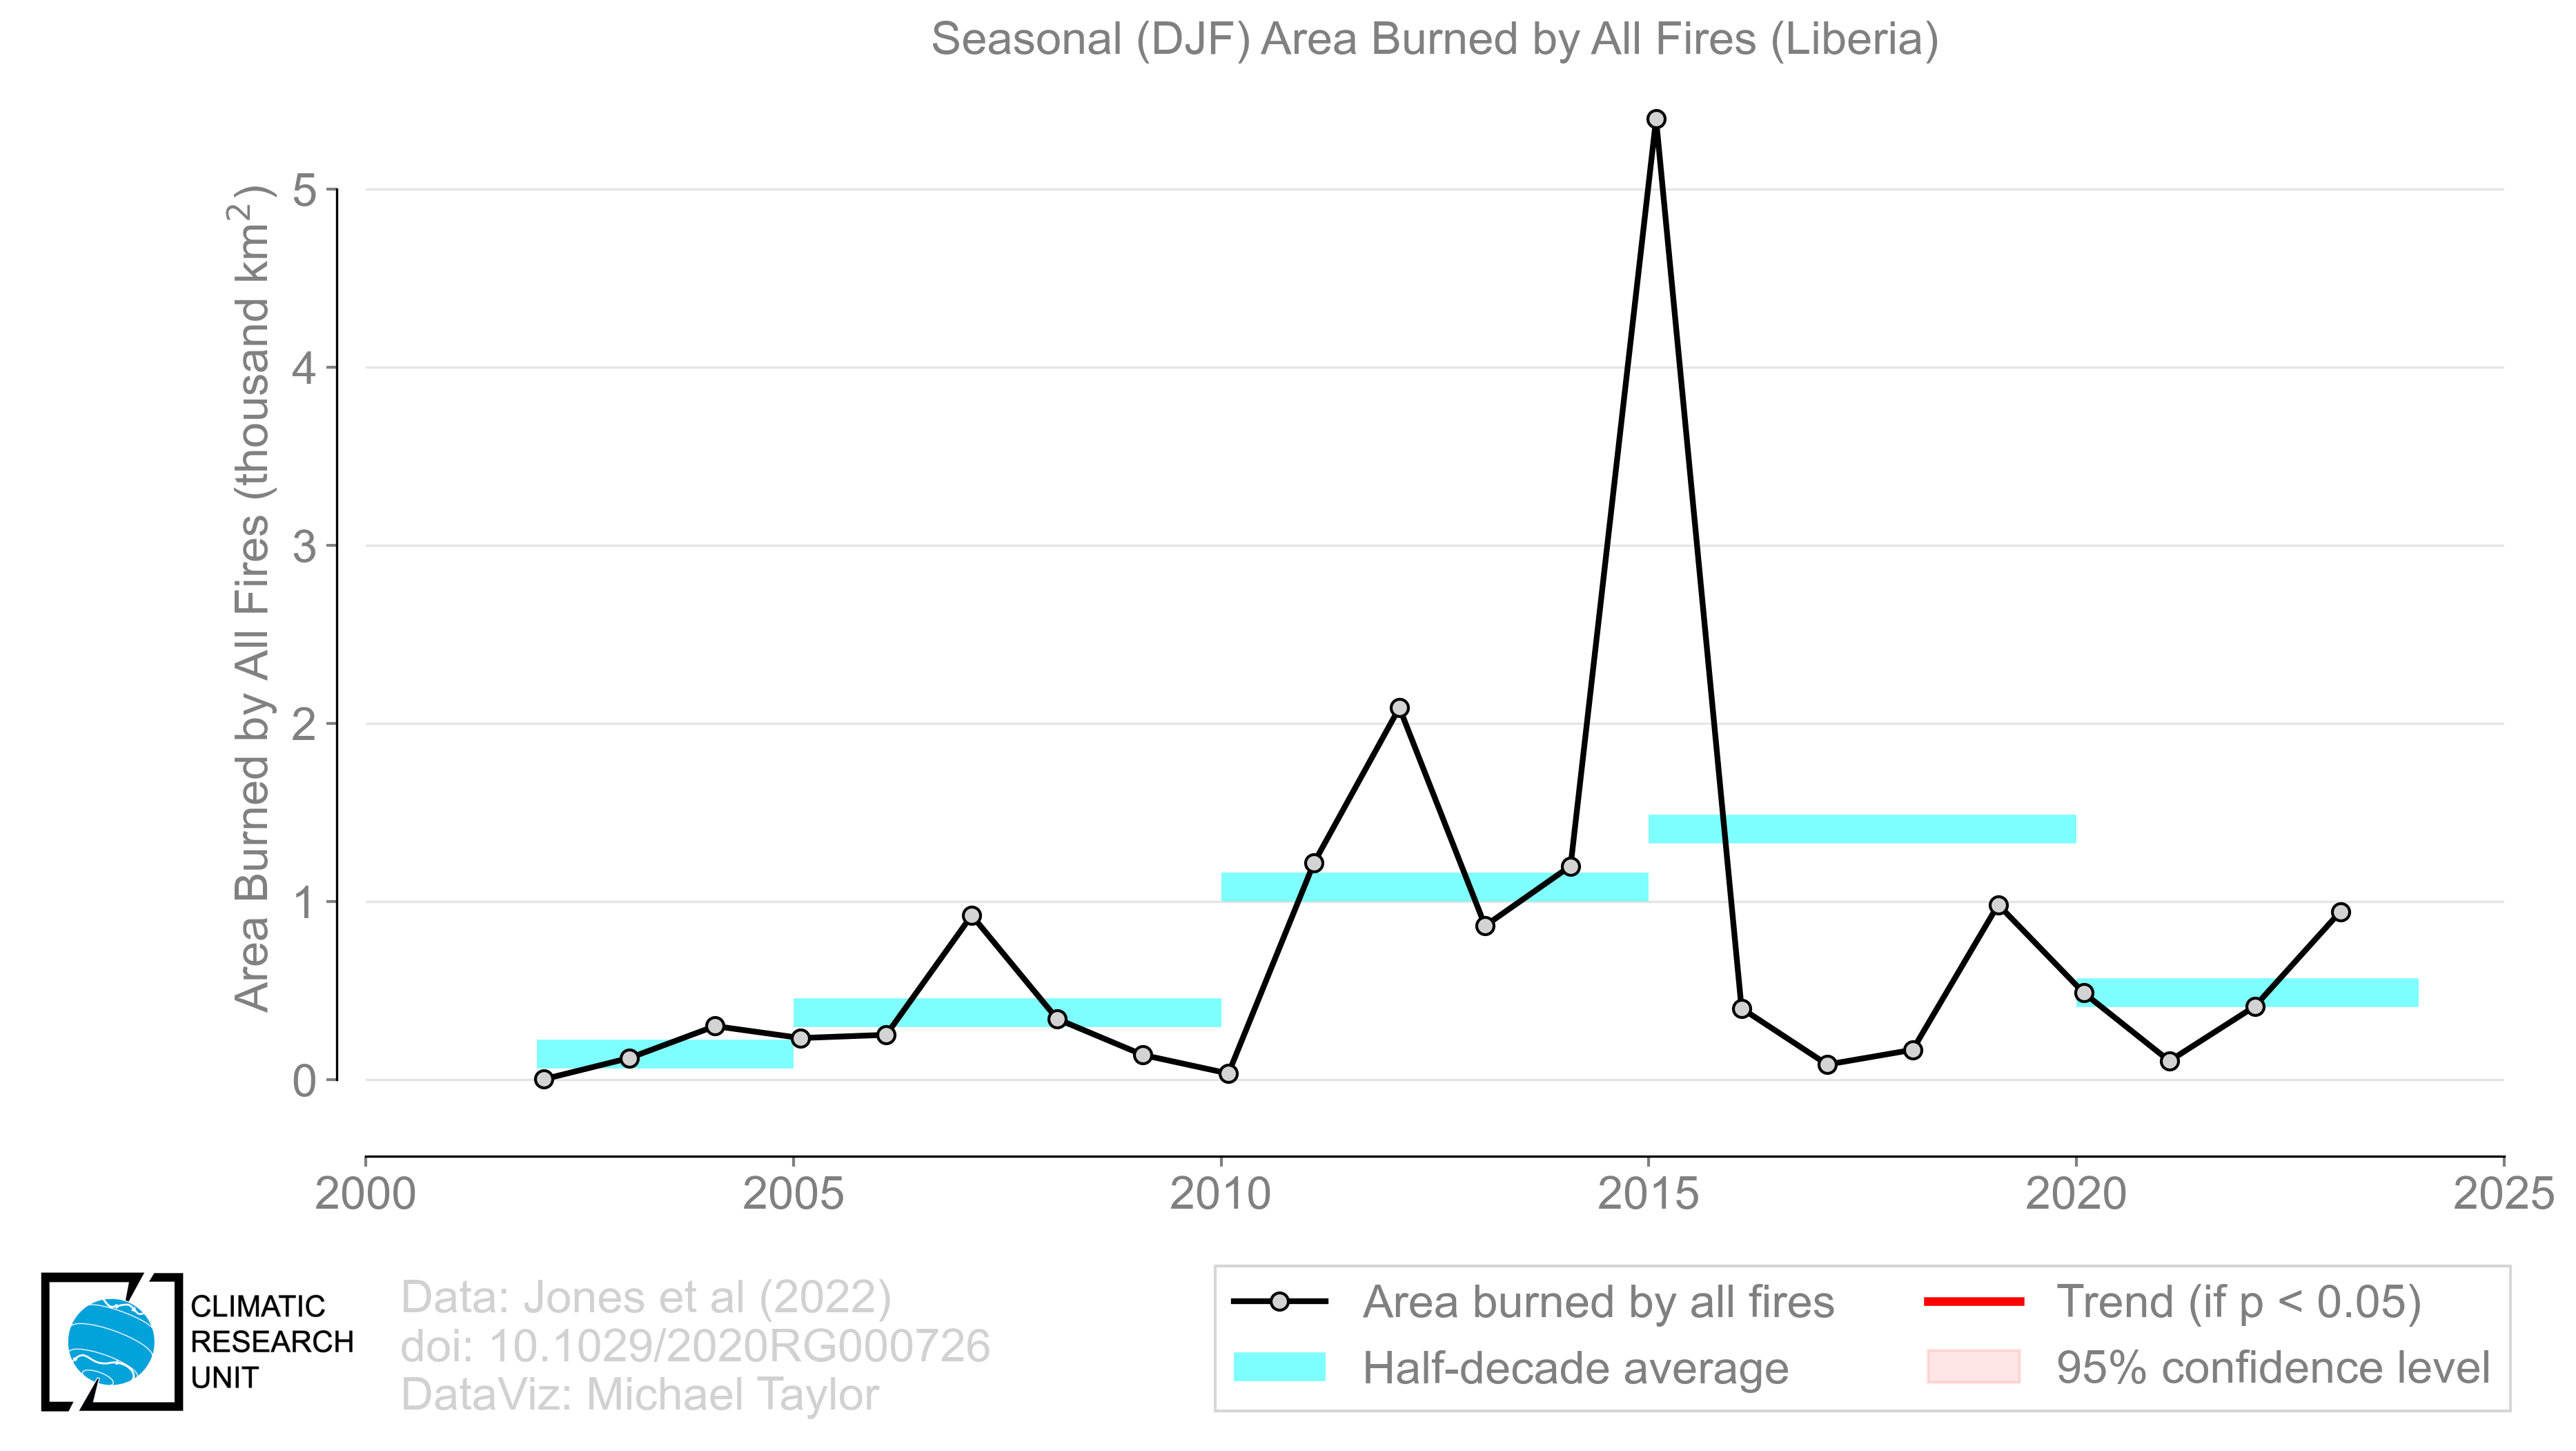 Seasonal (DJF) Area Burned by All Fires (Liberia)
Area Burned by All Fires (thousand km²)
5
4
3
2
1
0
2000 2005 2010 2015 2020 2025
CLIMATIC
RESEARCH
UNIT
Data: Jones et al (2022)
doi: 10.1029/2020RG000726
DataViz: Michael Taylor
Area burned by all fires
Half-decade average
Trend (if p < 0.05)
95% confidence level